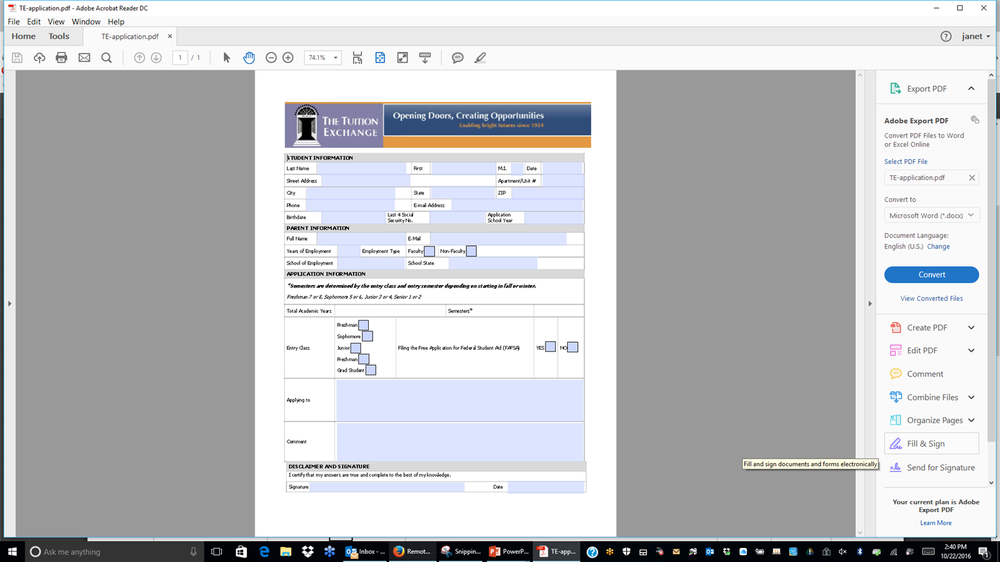 TE-application.pdf - Adobe Acrobat Reader DC
File Edit View Window Help
Home Tools TE-application.pdf × janet
1 / 1 74.1%
THE TUITION
EXCHANGE
Opening Doors, Creating Opportunities
Enabling bright futures since 1954
STUDENT INFORMATION
Last Name First M.I. Date
Street Address Apartment/Unit #
City State ZIP
Phone E-mail Address
Birthdate Last 4 Social Security No. Application School Year
PARENT INFORMATION
Full Name E-Mail
Years of Employment Employment Type Faculty Non-Faculty
School of Employment School State
APPLICATION INFORMATION
*Semesters are determined by the entry class and entry semester depending on starting in fall or winter.
Freshman 7 or 8, Sophomore 5 or 6, Junior 3 or 4, Senior 1 or 2
Total Academic Years Semesters*
Entry Class
Freshman
Sophomore
Junior
Freshman
Grad Student
Filing the Free Application for Federal Student Aid (FAFSA) YES NO
Applying to
Comment
DISCLAIMER AND SIGNATURE
I certify that my answers are true and complete to the best of my knowledge.
Signature Date
Export PDF
Adobe Export PDF
Convert PDF Files to Word
or Excel Online
Select PDF File
TE-application.pdf
Convert to
Microsoft Word (*.docx)
Document Language:
English (U.S.) Change
Convert
View Converted Files
Create PDF
Edit PDF
Comment
Combine Files
Organize Pages
Fill & Sign
Fill and sign documents and forms electronically
Send for Signature
Your current plan is Adobe
Export PDF
Learn More
Ask me anything
Inbox - ... Remot... Snippin... PowerP... TE-app...
2:40 PM
10/22/2016